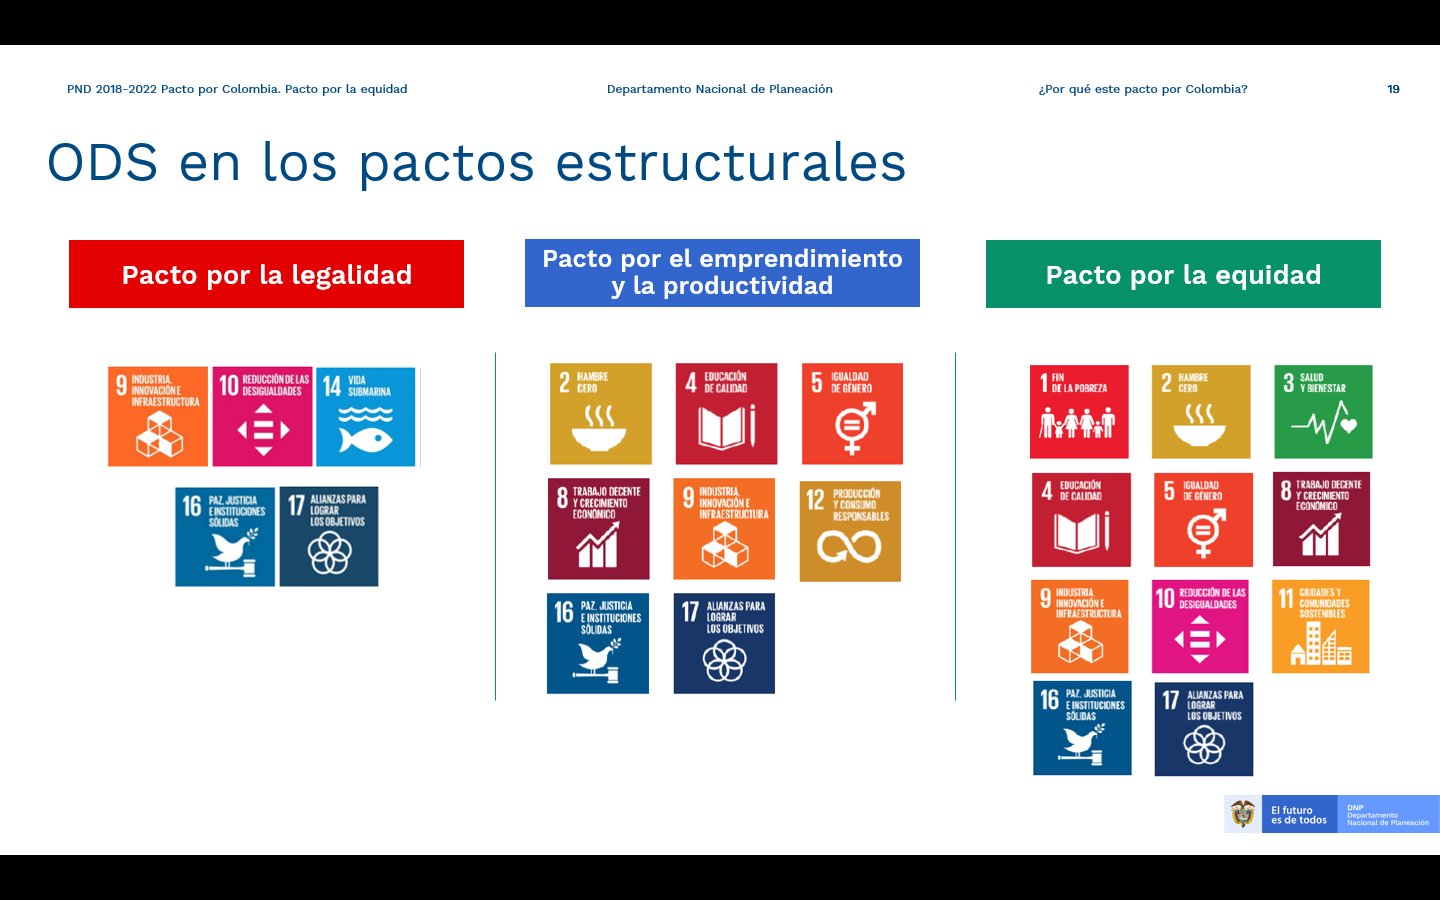 PND 2018-2022 Pacto por Colombia. Pacto por la equidad
Departamento Nacional de Planeación
¿Por qué este pacto por Colombia?
19
ODS en los pactos estructurales
Pacto por la legalidad
9 INDUSTRIA,
INNOVACIÓN E
INFRAESTRUCTURA
10 REDUCCIÓN DE LAS
DESIGUALDADES
14 VIDA
SUBMARINA
16 PAZ, JUSTICIA
E INSTITUCIONES
SÓLIDAS
17 ALIANZAS PARA
LOGRAR
LOS OBJETIVOS
Pacto por el emprendimiento
y la productividad
2 HAMBRE
CERO
4 EDUCACIÓN
DE CALIDAD
5 IGUALDAD
DE GÉNERO
8 TRABAJO DECENTE
Y CRECIMIENTO
ECONÓMICO
9 INDUSTRIA,
INNOVACIÓN E
INFRAESTRUCTURA
12 PRODUCCIÓN
Y CONSUMO
RESPONSABLES
16 PAZ, JUSTICIA
E INSTITUCIONES
SÓLIDAS
17 ALIANZAS PARA
LOGRAR
LOS OBJETIVOS
Pacto por la equidad
1 FIN
DE LA POBREZA
2 HAMBRE
CERO
3 SALUD
Y BIENESTAR
4 EDUCACIÓN
DE CALIDAD
5 IGUALDAD
DE GÉNERO
8 TRABAJO DECENTE
Y CRECIMIENTO
ECONÓMICO
9 INDUSTRIA,
INNOVACIÓN E
INFRAESTRUCTURA
10 REDUCCIÓN DE LAS
DESIGUALDADES
11 CIUDADES Y
COMUNIDADES
SOSTENIBLES
16 PAZ, JUSTICIA
E INSTITUCIONES
SÓLIDAS
17 ALIANZAS PARA
LOGRAR
LOS OBJETIVOS
El futuro
es de todos
DNP
Departamento
Nacional de Planeación